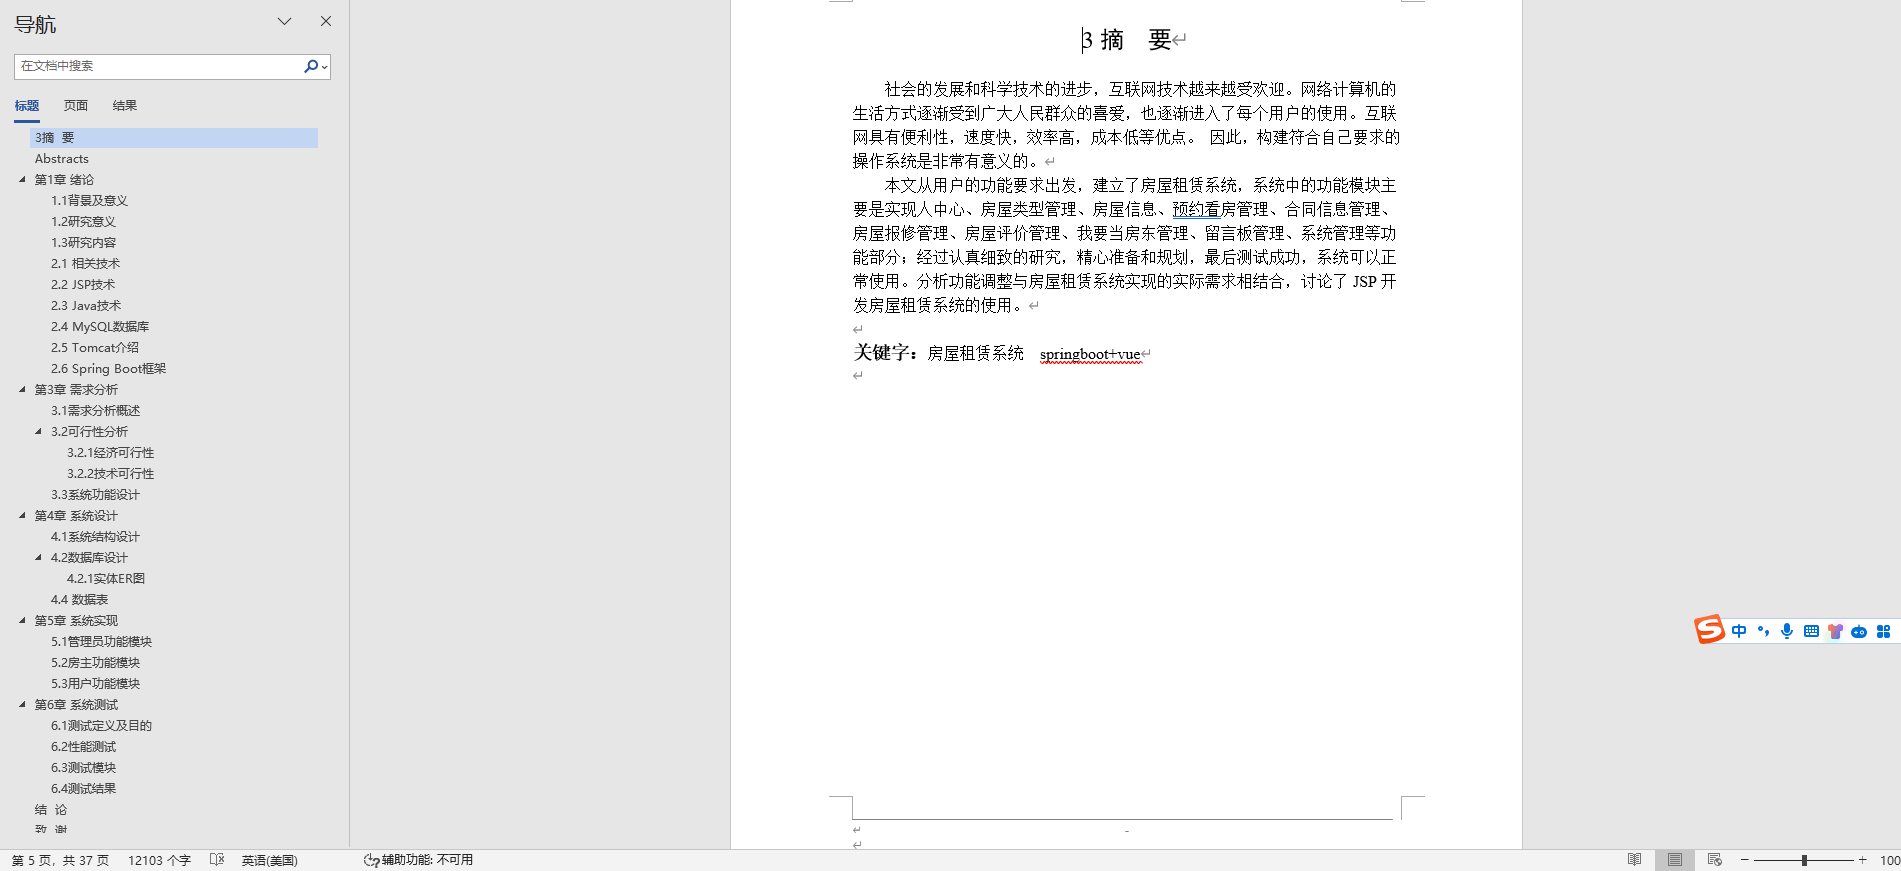 导航
在文档中搜索
标题 页面 结果
3摘 要
Abstracts
第1章 绪论
1.1背景及意义
1.2研究意义
1.3研究内容
2.1 相关技术
2.2 JSP技术
2.3 Java技术
2.4 MySQL数据库
2.5 Tomcat介绍
2.6 Spring Boot框架
第3章 需求分析
3.1需求分析概述
3.2可行性分析
3.2.1经济可行性
3.2.2技术可行性
3.3系统功能设计
第4章 系统设计
4.1系统结构设计
4.2数据库设计
4.2.1实体ER图
4.4 数据表
第5章 系统实现
5.1管理员功能模块
5.2房主功能模块
5.3用户功能模块
第6章 系统测试
6.1测试定义及目的
6.2性能测试
6.3测试模块
6.4测试结果
结 论
致 谢
3 摘 要
社会的发展和科学技术的进步，互联网技术越来越受欢迎。网络计算机的
生活方式逐渐受到广大人民群众的喜爱，也逐渐进入了每个用户的使用。互联
网具有便利性，速度快，效率高，成本低等优点。 因此，构建符合自己要求的
操作系统是非常有意义的。
本文从用户的功能要求出发，建立了房屋租赁系统，系统中的功能模块主
要是实现人中心、房屋类型管理、房屋信息、预约看房管理、合同信息管理、
房屋报修管理、房屋评价管理、我要当房东管理、留言板管理、系统管理等功
能部分；经过认真细致的研究，精心准备和规划，最后测试成功，系统可以正
常使用。分析功能调整与房屋租赁系统实现的实际需求相结合，讨论了 JSP 开
发房屋租赁系统的使用。
关键字：房屋租赁系统 springboot+vue
中
第 5 页，共 37 页 12103 个字 英语(美国) 辅助功能: 不可用 100